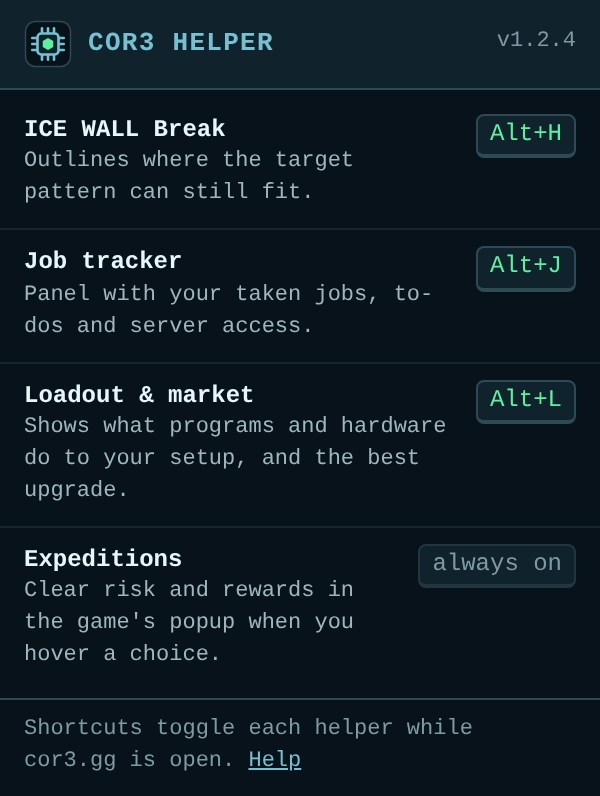 COR3 HELPER
v1.2.4
ICE WALL Break
Alt+H
Outlines where the target
pattern can still fit.
Job tracker
Alt+J
Panel with your taken jobs, to-
dos and server access.
Loadout & market
Alt+L
Shows what programs and hardware
do to your setup, and the best
upgrade.
Expeditions
always on
Clear risk and rewards in
the game's popup when you
hover a choice.
Shortcuts toggle each helper while
cor3.gg is open. Help